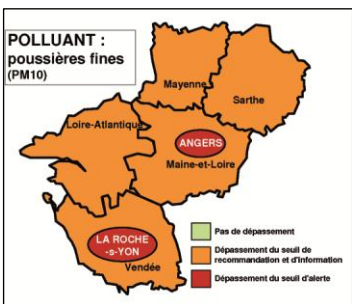 POLLUANT :
poussières fines
(PM10)
Mayenne
Sarthe
Loire-Atlantique
ANGERS
Maine-et-Loire
LA ROCHE
-s-YON
Vendée
Pas de dépassement
Dépassement du seuil de
recommandation et d'information
Dépassement du seuil d'alerte